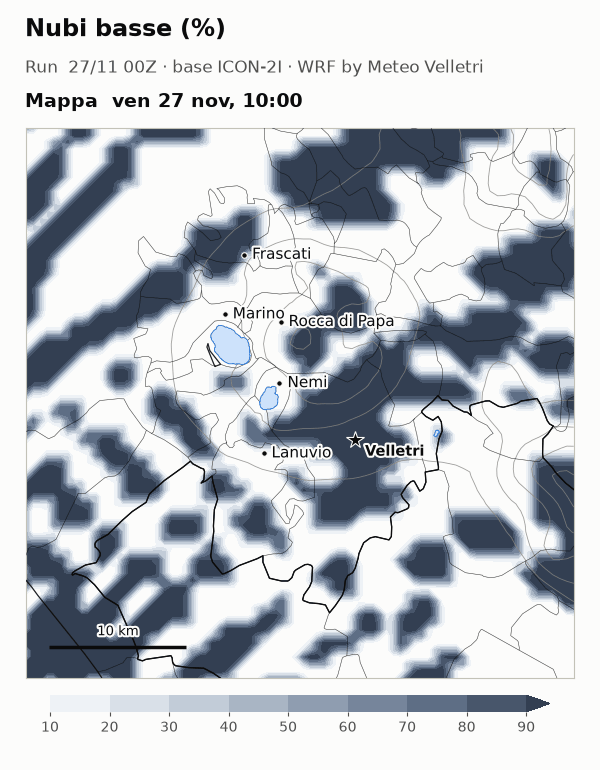 Nubi basse (%)
Run  27/11 00Z · base ICON-2I · WRF by Meteo Velletri
Mappa  ven 27 nov, 10:00
Frascati
Marino
Rocca di Papa
Nemi
Velletri
Lanuvio
10 km
10 20 30 40 50 60 70 80 90